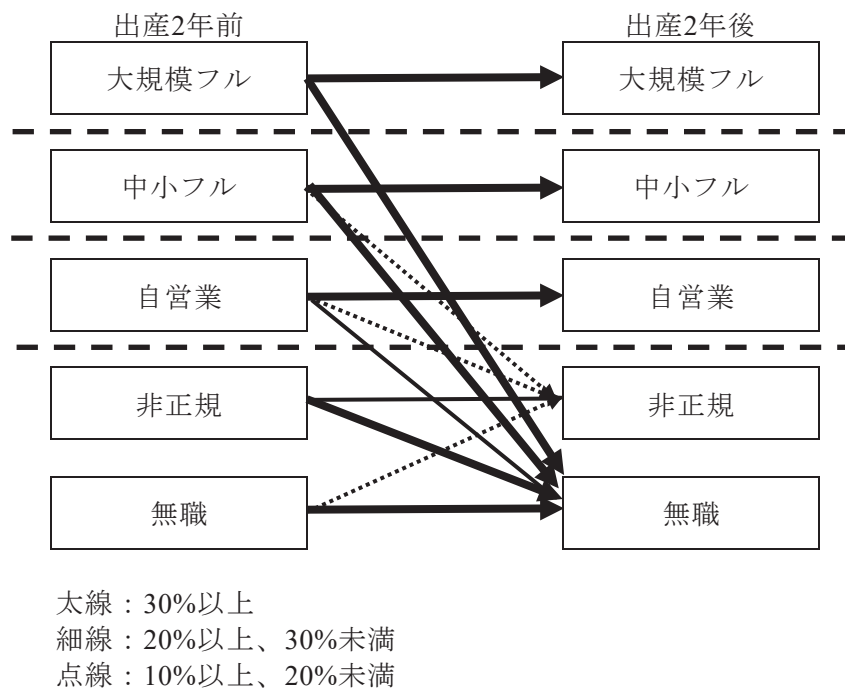 出産2年前 出産2年後
大規模フル 大規模フル
中小フル 中小フル
自営業 自営業
非正規 非正規
無職 無職
太線：30%以上
細線：20%以上、30%未満
点線：10%以上、20%未満